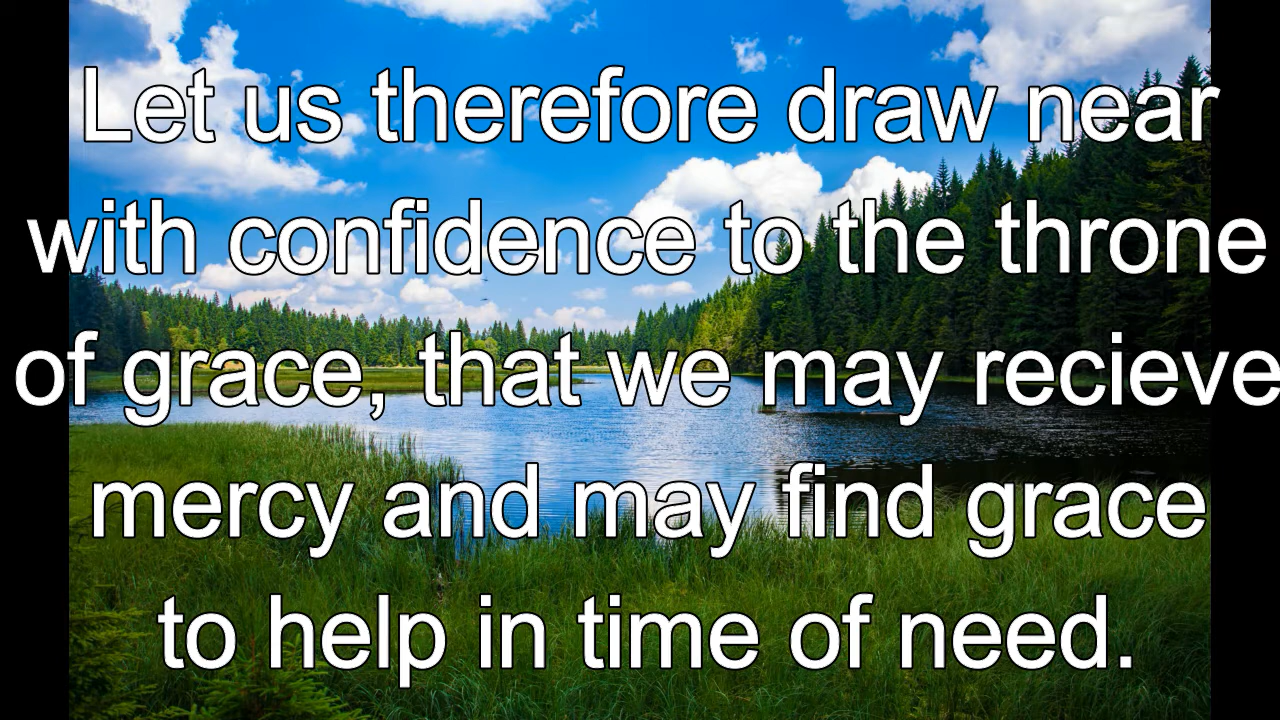 Let us therefore draw near
with confidence to the throne
of grace, that we may recieve
mercy and may find grace
to help in time of need.